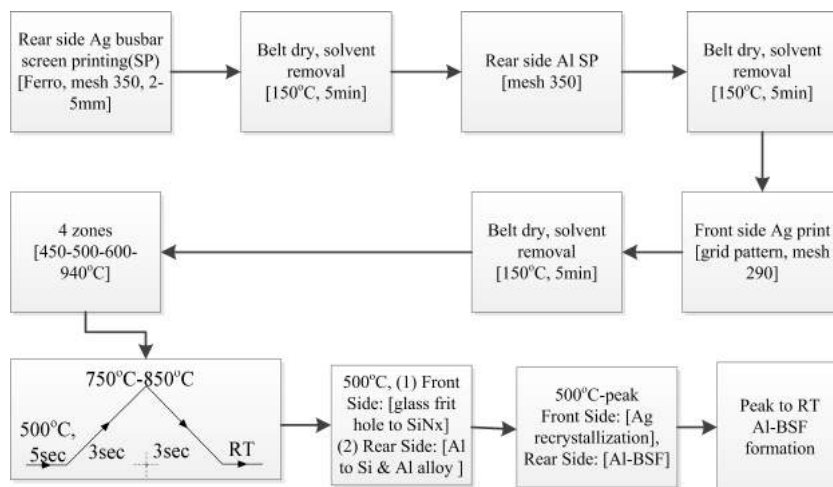 Rear side Ag busbar
screen printing(SP)
[Ferro, mesh 350, 2-
5mm]
Belt dry, solvent
removal
[150°C, 5min]
Rear side Al SP
[mesh 350]
Belt dry, solvent
removal
[150°C, 5min]
Front side Ag print
[grid pattern, mesh
290]
Belt dry, solvent
removal
[150°C, 5min]
4 zones
[450-500-600-
940°C]
750°C-850°C
500°C,
5sec
3sec
3sec
RT
500°C, (1) Front
Side: [glass frit
hole to SiNx]
(2) Rear Side: [Al
to Si & Al alloy ]
500°C-peak
Front Side: [Ag
recrystallization],
Rear Side: [Al-BSF]
Peak to RT
Al-BSF
formation